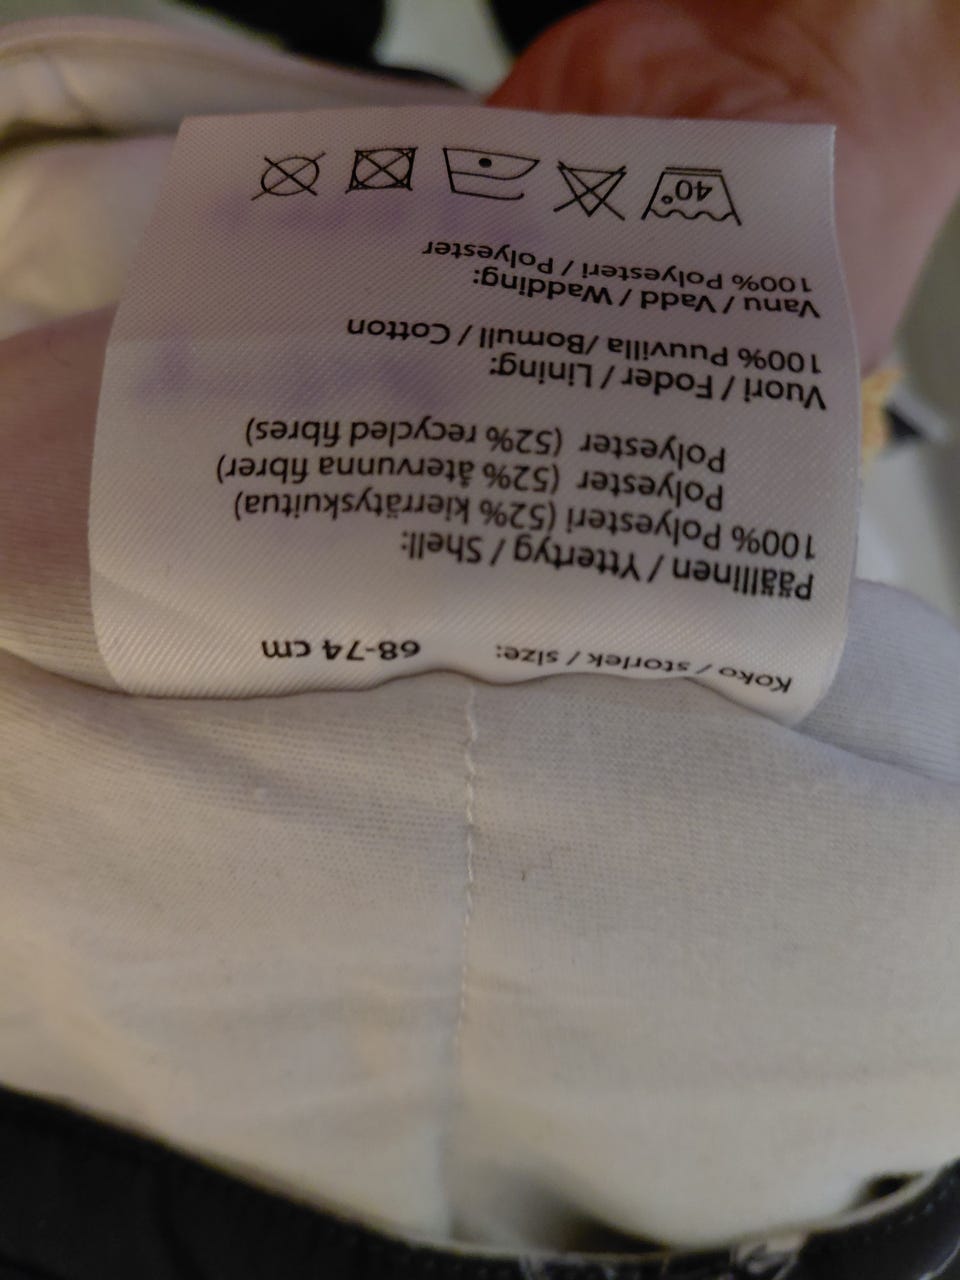 Koko / storlek / size: 68-74 cm
Päällinen / Yttertyg / Shell:
100% Polyesteri (52% kierrätyskuitua)
Polyester (52% återvunna fibrer)
Polyester (52% recycled fibres)
Vuori / Foder / Lining:
100% Puuvilla /Bomull / Cotton
Vanu / Vadd / Wadding:
100% Polyesteri / Polyester
40°